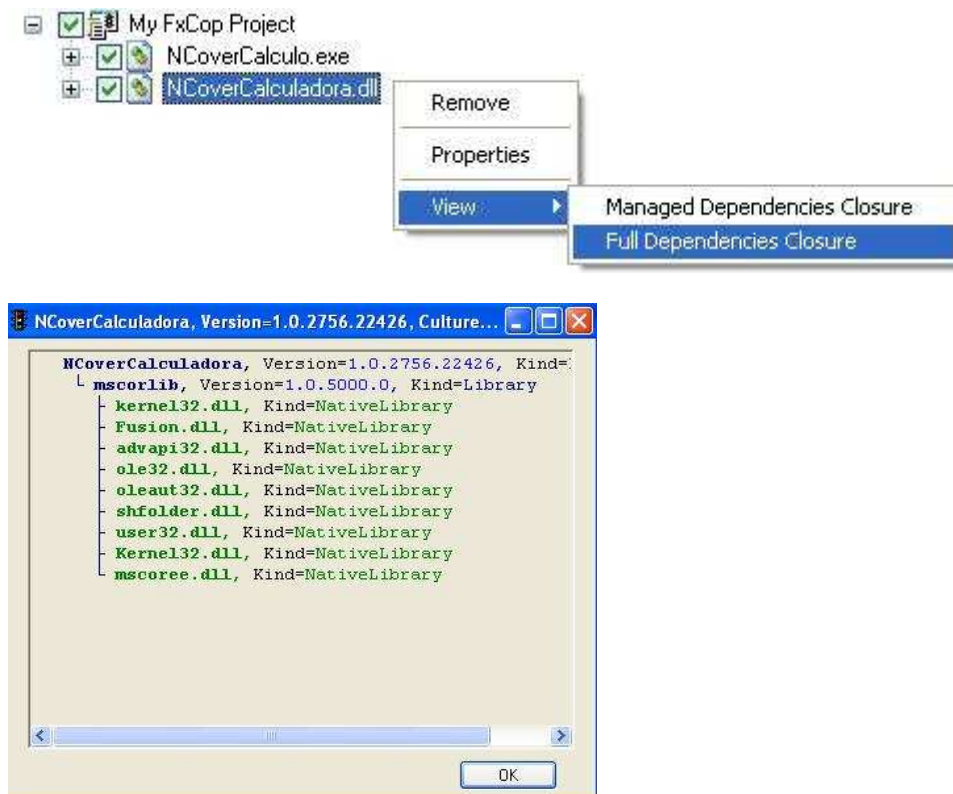 My FxCop Project
NCoverCalculo.exe
NCoverCalculadora.dll
Remove
Properties
View
Managed Dependencies Closure
Full Dependencies Closure
NCoverCalculadora, Version=1.0.2756.22426, Culture...
NCoverCalculadora, Version=1.0.2756.22426, Kind=
mscorlib, Version=1.0.5000.0, Kind=Library
kernel32.dll, Kind=NativeLibrary
Fusion.dll, Kind=NativeLibrary
advapi32.dll, Kind=NativeLibrary
ole32.dll, Kind=NativeLibrary
oleaut32.dll, Kind=NativeLibrary
shfolder.dll, Kind=NativeLibrary
user32.dll, Kind=NativeLibrary
Kernel32.dll, Kind=NativeLibrary
mscoree.dll, Kind=NativeLibrary
OK